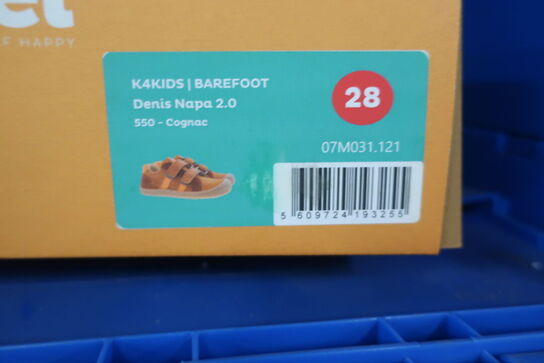 E HAPPY
K4KIDS | BAREFOOT
Denis Napa 2.0
550 - Cognac
28
07M031.121
5 609724 193255